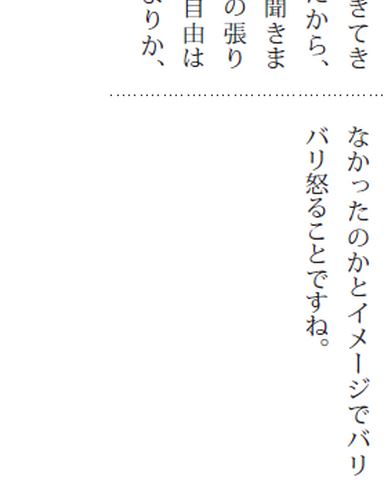 きてき
から、
聞きま
の張り
自由は
りか、
なかったのかとイメージでバリ
バリ怒ることですね。